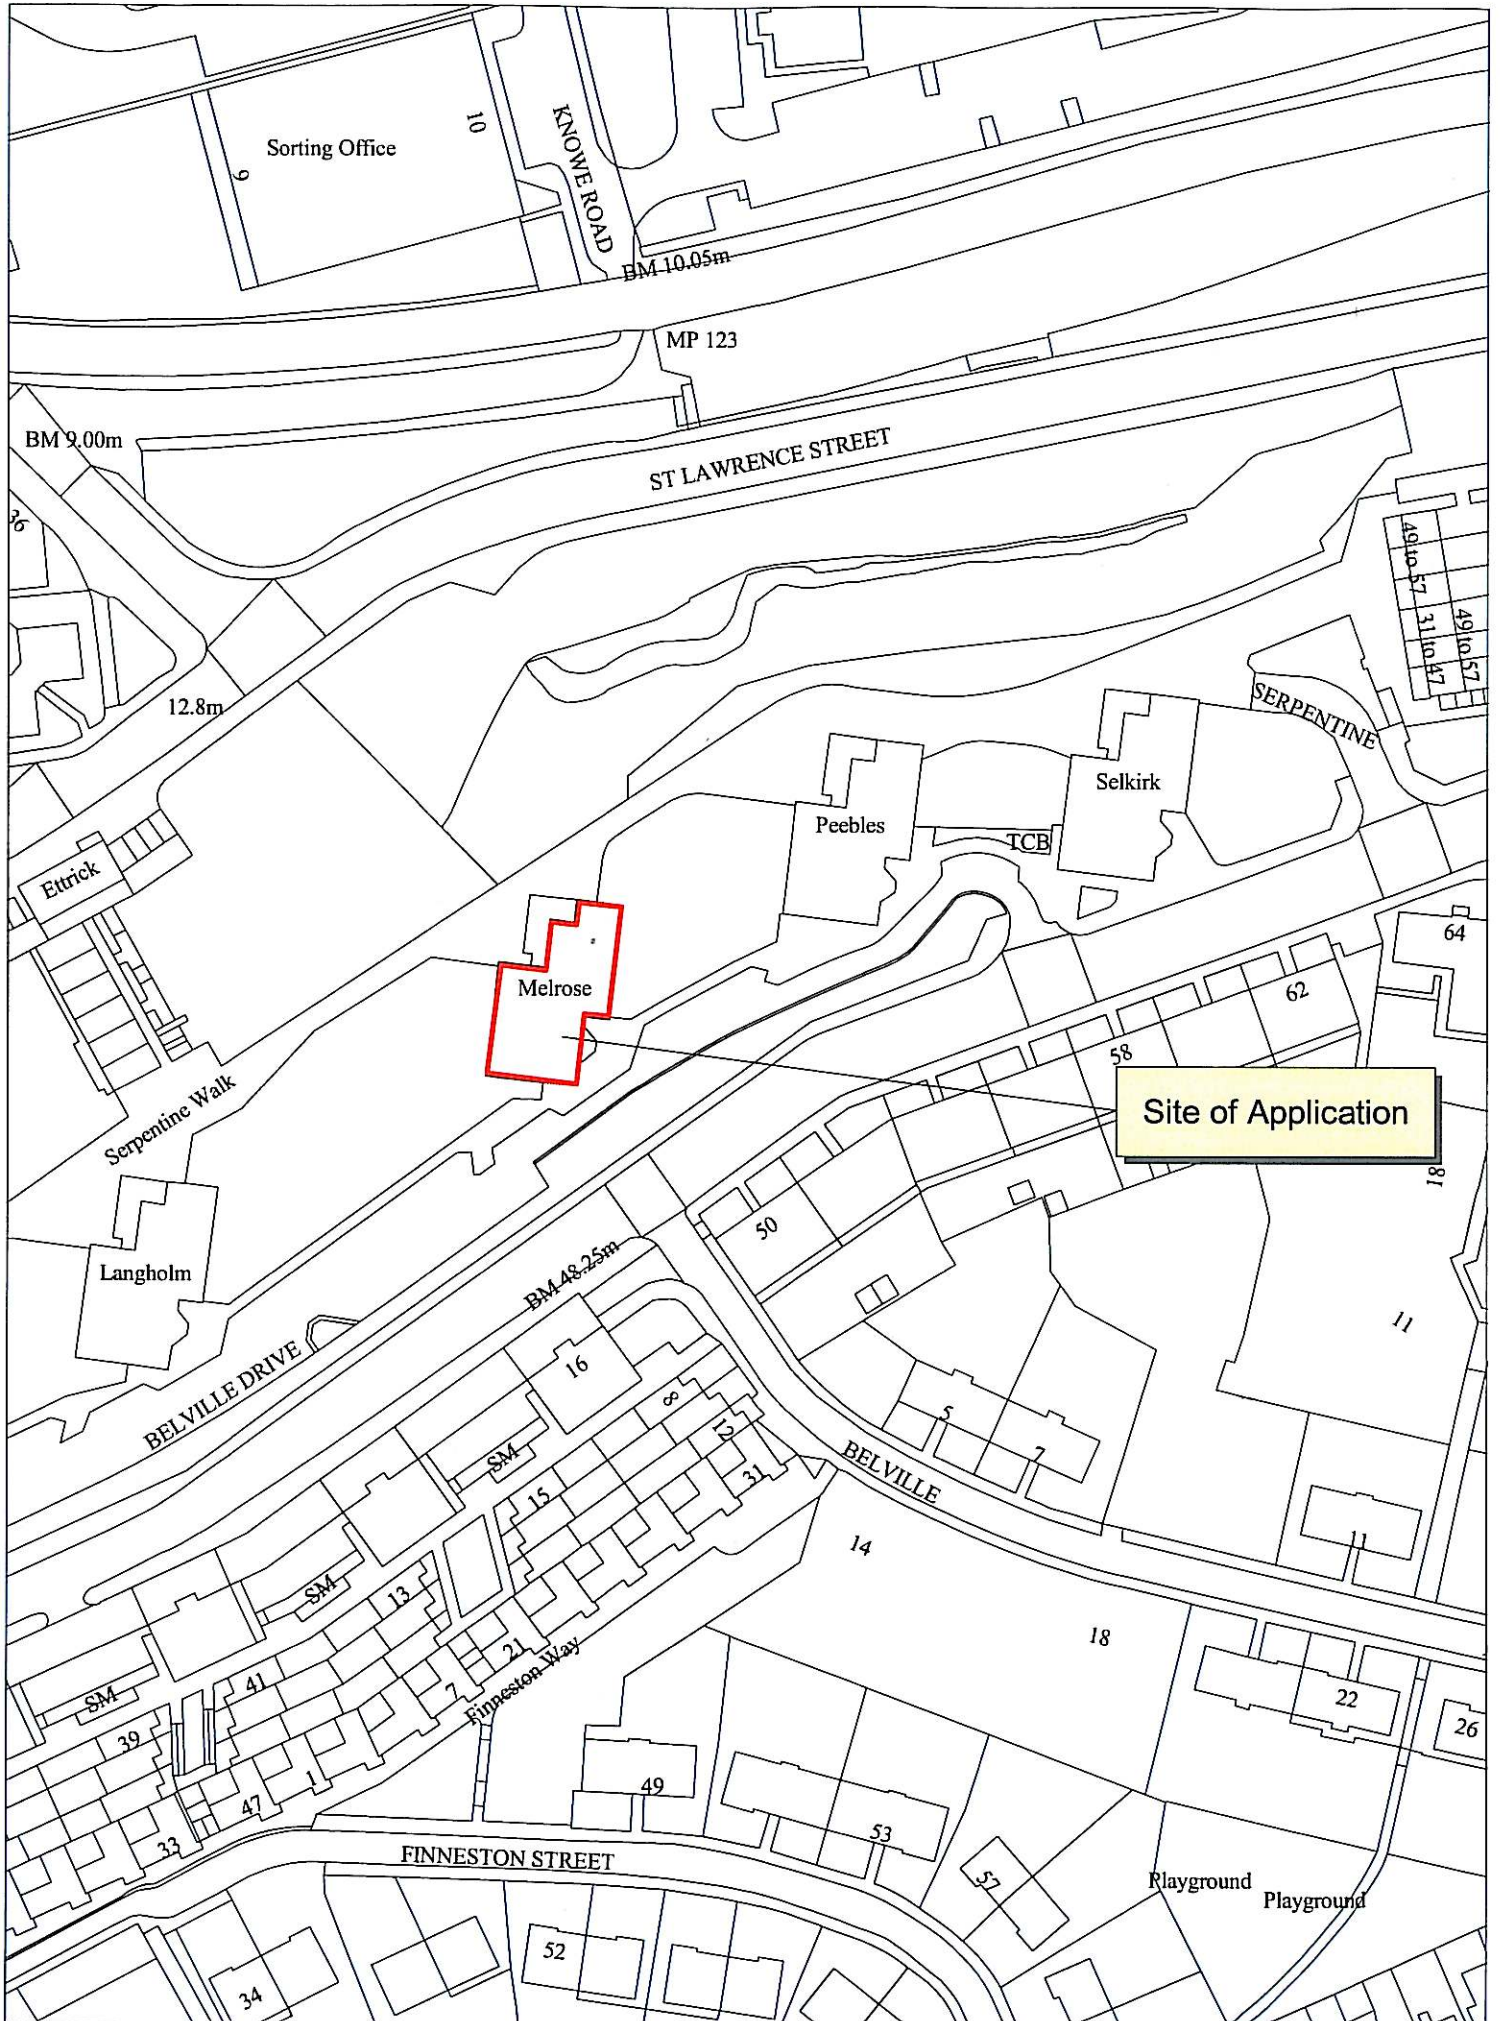 10
Sorting Office
9
KNOWE ROAD
BM 10.05m
MP 123
BM 9.00m
ST LAWRENCE STREET
36
49 to 57
31 to 47
49 to 57
12.8m
SERPENTINE
Selkirk
Peebles
TCB
Ettrick
Melrose
64
62
58
Site of Application
Serpentine Walk
18
50
Langholm
BM 48.25m
11
BELVILLE DRIVE
16
8
5
12
7
SM
31
BELVILLE
15
11
14
SM
13
18
21
41
7
Finneston Way
22
SM
26
39
49
1
47
53
33
FINNESTON STREET
57
Playground
Playground
52
34